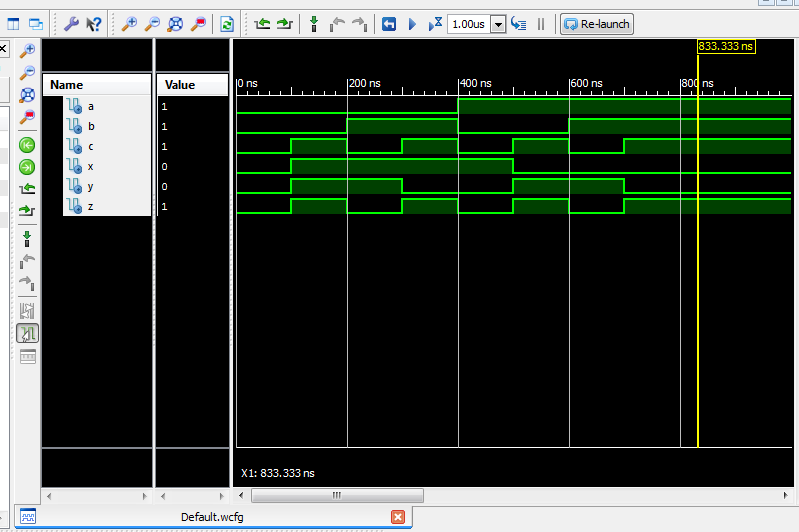 1.00us
Re-launch
833.333 ns
Name
Value
0 ns
200 ns
400 ns
600 ns
800 ns
a
1
b
1
c
1
x
0
y
0
z
1
X1: 833.333 ns
Default.wcfg